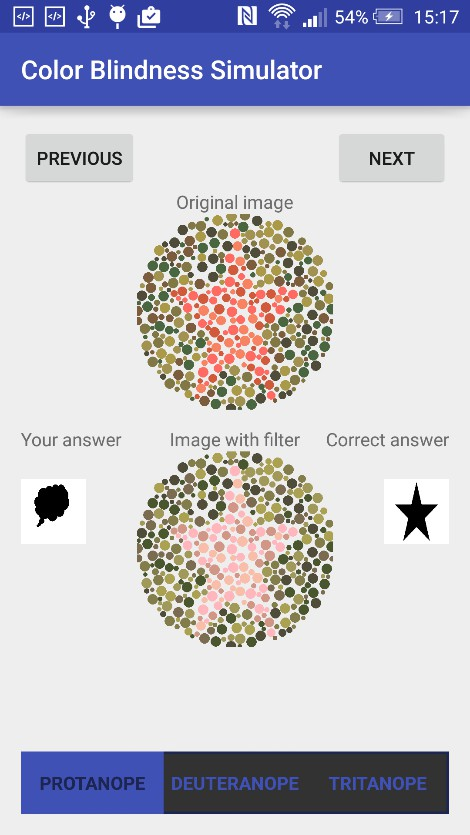 54% 15:17
Color Blindness Simulator
PREVIOUS NEXT
Original image
Your answer Image with filter Correct answer
PROTANOPE DEUTERANOPE TRITANOPE